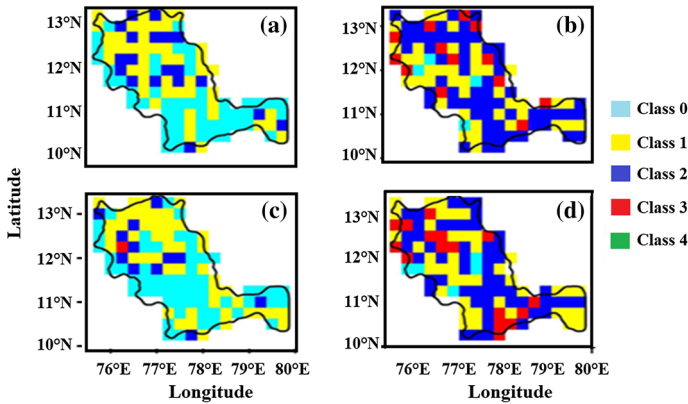 13°N
12°N
11°N
10°N
(a)
13°N
12°N
11°N
10°N
(b)
Class 0
Class 1
Class 2
Class 3
Class 4
Latitude
13°N
12°N
11°N
10°N
(c)
13°N
12°N
11°N
10°N
(d)
76°E 77°E 78°E 79°E 80°E
76°E 77°E 78°E 79°E 80°E
Longitude
Longitude